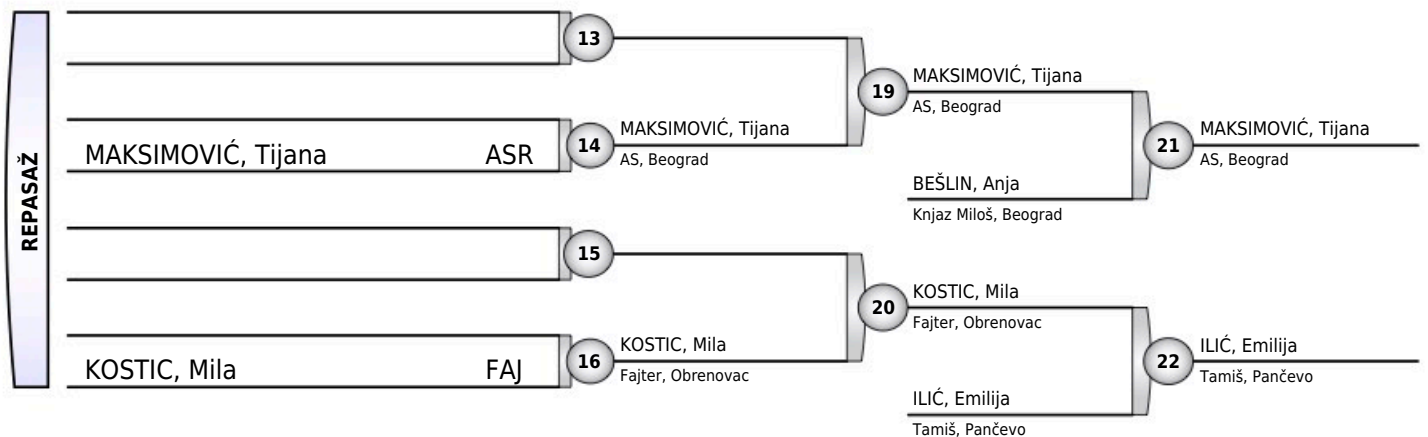 REPASAŽ
13
19
MAKSIMOVIĆ, Tijana
AS, Beograd
MAKSIMOVIĆ, Tijana ASR
14
MAKSIMOVIĆ, Tijana
AS, Beograd
21
MAKSIMOVIĆ, Tijana
AS, Beograd
BEŠLIN, Anja
Knjaz Miloš, Beograd
15
20
KOSTIC, Mila
Fajter, Obrenovac
KOSTIC, Mila FAJ
16
KOSTIC, Mila
Fajter, Obrenovac
22
ILIĆ, Emilija
Tamiš, Pančevo
ILIĆ, Emilija
Tamiš, Pančevo